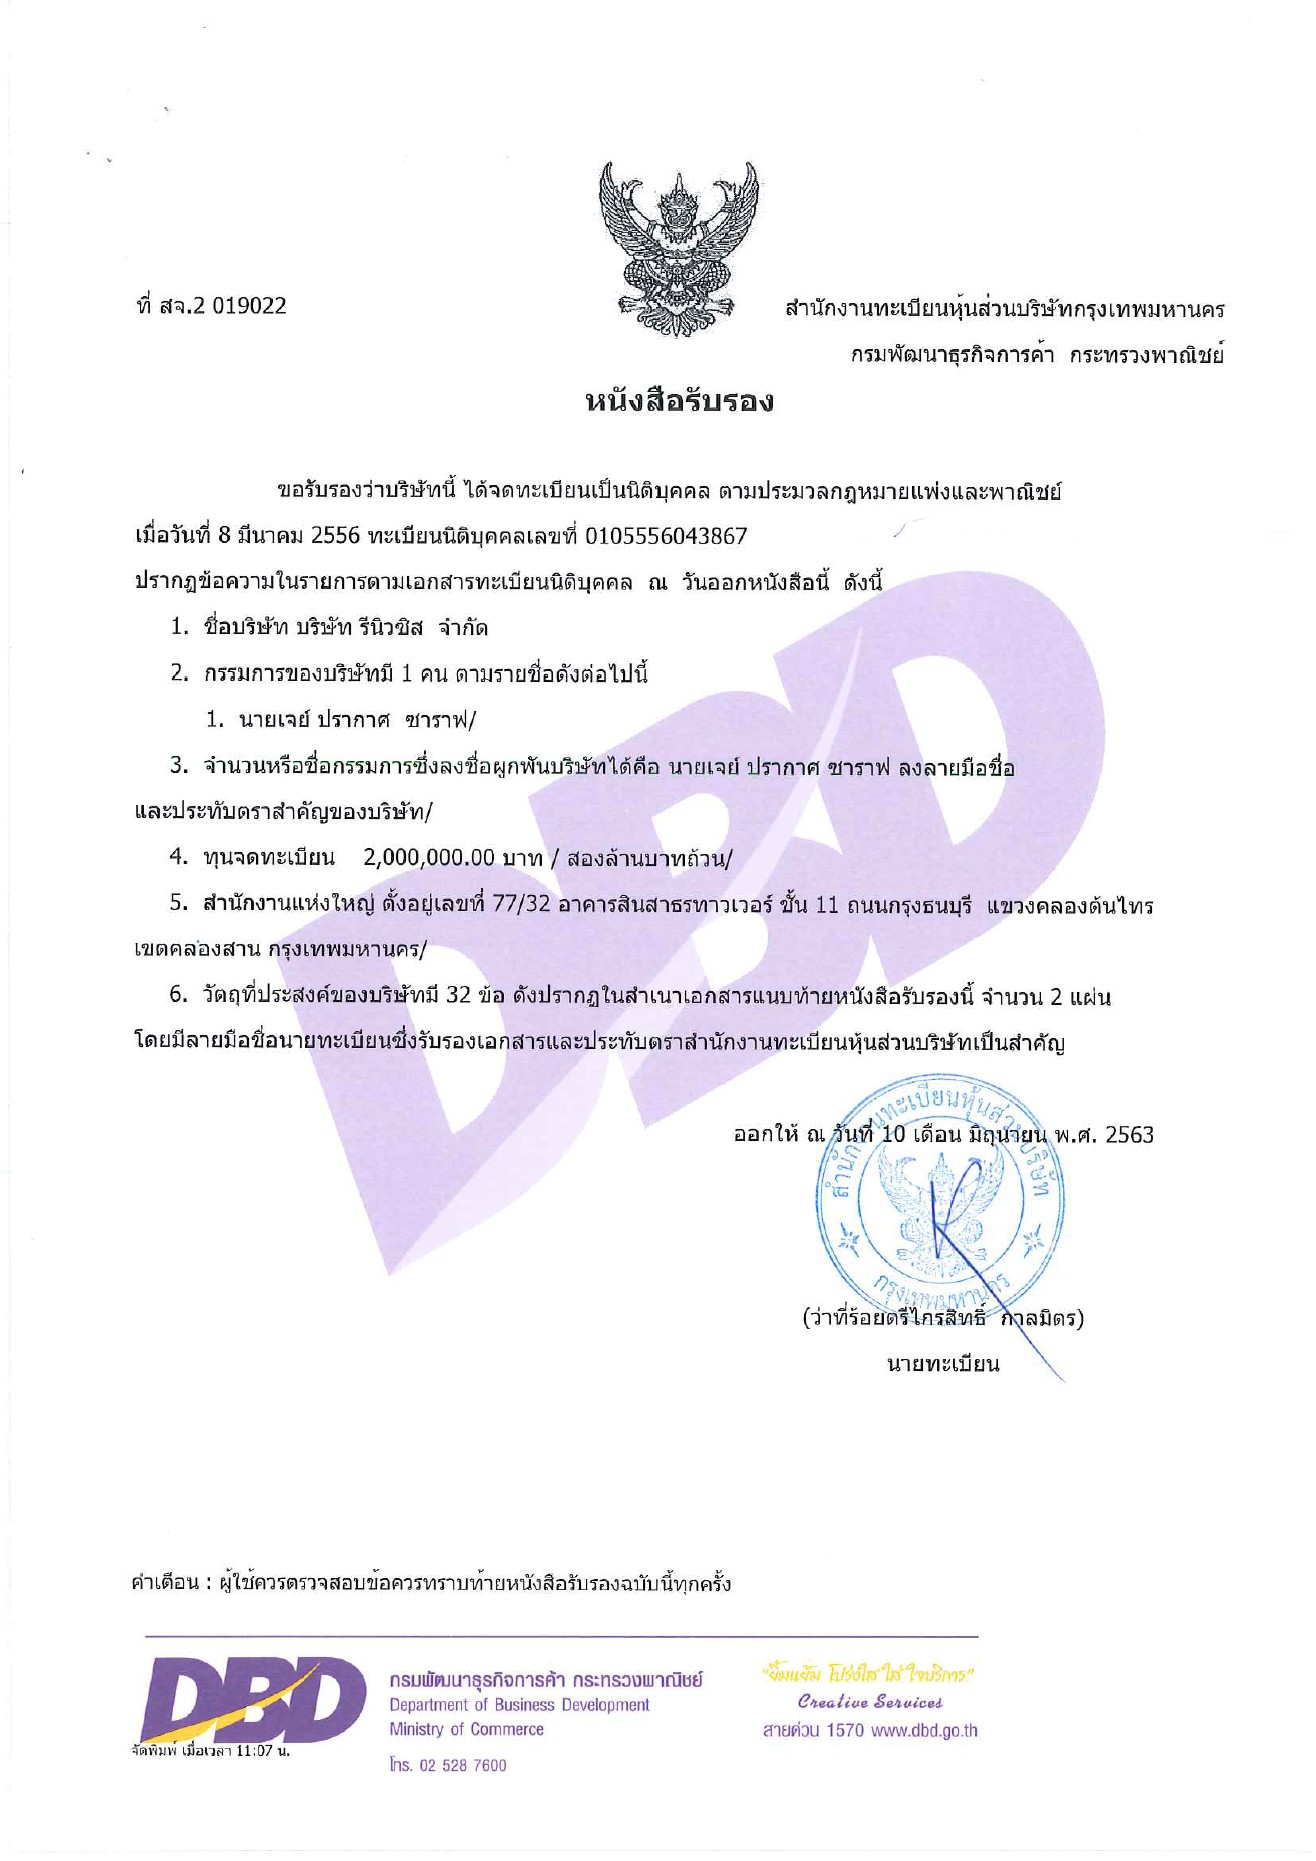 ที่ สจ.2 019022
สำนักงานทะเบียนหุ้นส่วนบริษัทกรุงเทพมหานคร
กรมพัฒนาธุรกิจการค้า กระทรวงพาณิชย์
หนังสือรับรอง
ขอรับรองว่าบริษัทนี้ ได้จดทะเบียนเป็นนิติบุคคล ตามประมวลกฎหมายแพ่งและพาณิชย์
เมื่อวันที่ 8 มีนาคม 2556 ทะเบียนนิติบุคคลเลขที่ 0105556043867
ปรากฏข้อความในรายการตามเอกสารทะเบียนนิติบุคคล ณ วันออกหนังสือนี้ ดังนี้
1. ชื่อบริษัท บริษัท รีนิวซิส จำกัด
2. กรรมการของบริษัทมี 1 คน ตามรายชื่อดังต่อไปนี้
1. นายเจย์ ปรากาศ ซาราฟ/
3. จำนวนหรือชื่อกรรมการซึ่งลงชื่อผูกพันบริษัทได้คือ นายเจย์ ปรากาศ ซาราฟ ลงลายมือชื่อ
และประทับตราสำคัญของบริษัท/
4. ทุนจดทะเบียน 2,000,000.00 บาท / สองล้านบาทถ้วน/
5. สำนักงานแห่งใหญ่ ตั้งอยู่เลขที่ 77/32 อาคารสินสาธรทาวเวอร์ ชั้น 11 ถนนกรุงธนบุรี แขวงคลองต้นไทร
เขตคลองสาน กรุงเทพมหานคร/
6. วัตถุที่ประสงค์ของบริษัทมี 32 ข้อ ดังปรากฏในสำเนาเอกสารแนบท้ายหนังสือรับรองนี้ จำนวน 2 แผ่น
โดยมีลายมือชื่อนายทะเบียนซึ่งรับรองเอกสารและประทับตราสำนักงานทะเบียนหุ้นส่วนบริษัทเป็นสำคัญ
DBD
ออกให้ ณ วันที่ 10 เดือน มิถุนายน พ.ศ. 2563
สำนักงานทะเบียนหุ้นส่วนบริษัท
กรุงเทพมหานคร
(ว่าที่ร้อยตรีไกรสิทธิ์ กาลมิตร)
นายทะเบียน
คำเตือน : ผู้ใช้ควรตรวจสอบข้อควรทราบท้ายหนังสือรับรองฉบับนี้ทุกครั้ง
DBD
กรมพัฒนาธุรกิจการค้า กระทรวงพาณิชย์
Department of Business Development
Ministry of Commerce
โทร. 02 528 7600
"ยิ้มแย้ม โปร่งใส ใส่ ใจบริการ"
Creative Services
สายด่วน 1570 www.dbd.go.th
จัดพิมพ์ เมื่อเวลา 11:07 น.